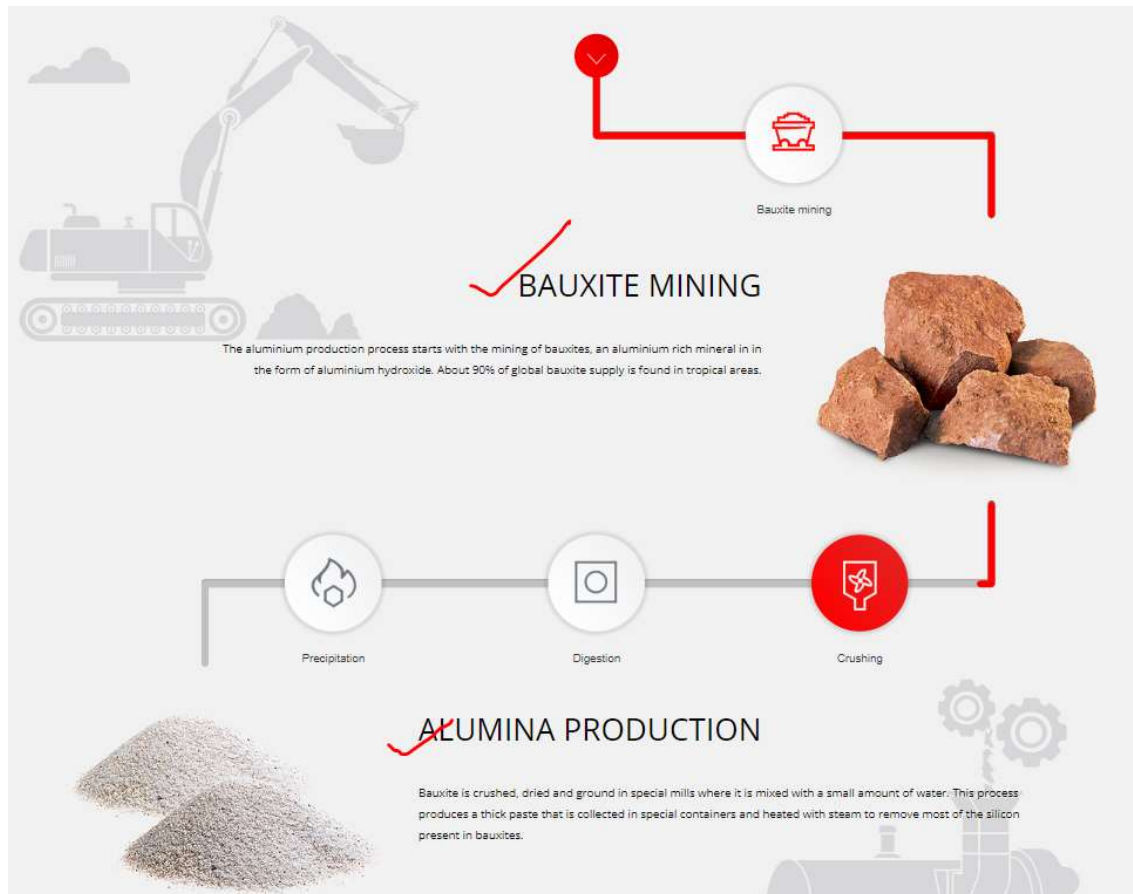 Bauxite mining
BAUXITE MINING
The aluminium production process starts with the mining of bauxites, an aluminium rich mineral in in
the form of aluminium hydroxide. About 90% of global bauxite supply is found in tropical areas.
Precipitation
Digestion
Crushing
ALUMINA PRODUCTION
Bauxite is crushed, dried and ground in special mills where it is mixed with a small amount of water. This process
produces a thick paste that is collected in special containers and heated with steam to remove most of the silicon
present in bauxites.